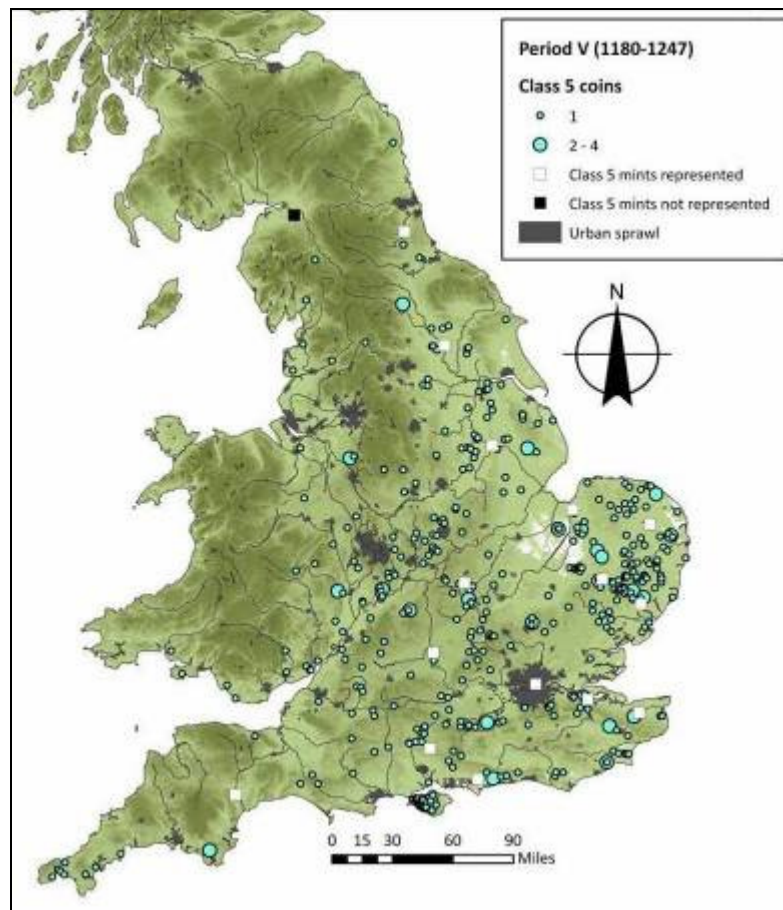 Period V (1180-1247)
Class 5 coins
1
2 - 4
Class 5 mints represented
Class 5 mints not represented
Urban sprawl
N
0 15 30 60 90
Miles